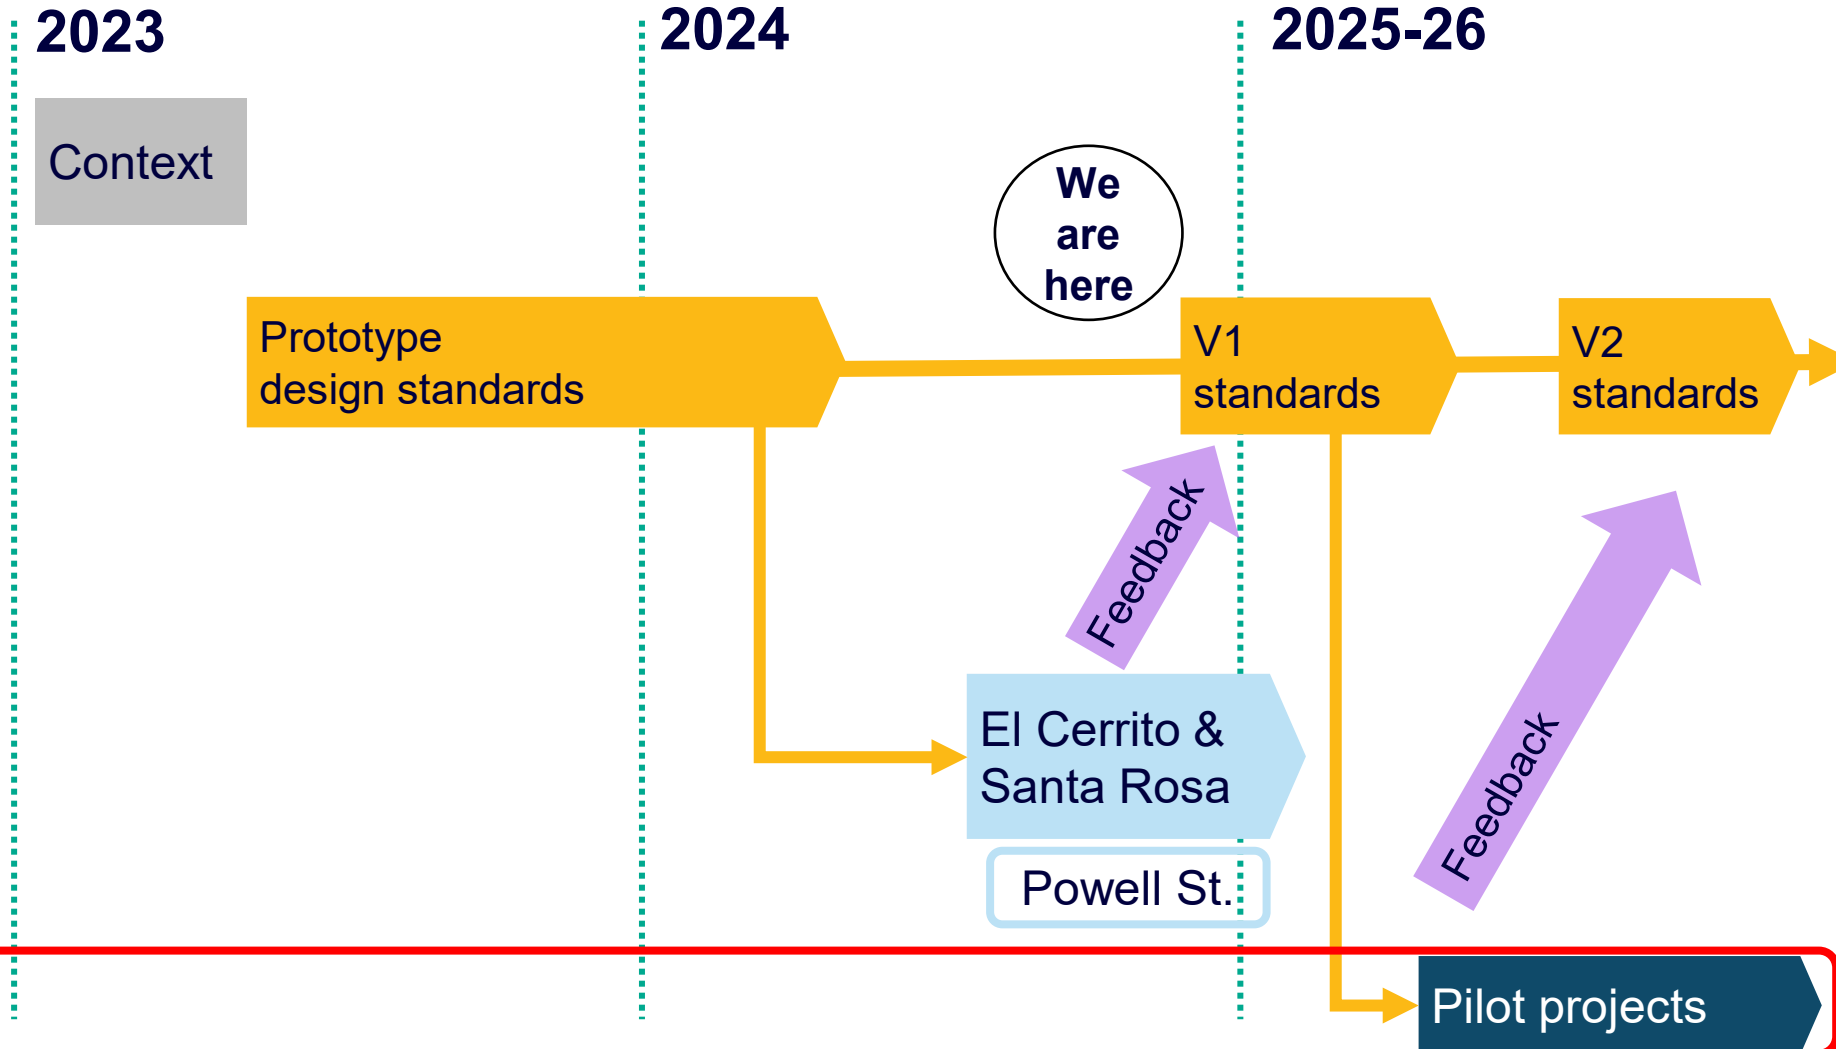 2023
2024
2025-26
Context
We
are
here
Prototype
design standards
V1
standards
V2
standards
Feedback
El Cerrito &
Santa Rosa
Powell St.
Feedback
Pilot projects